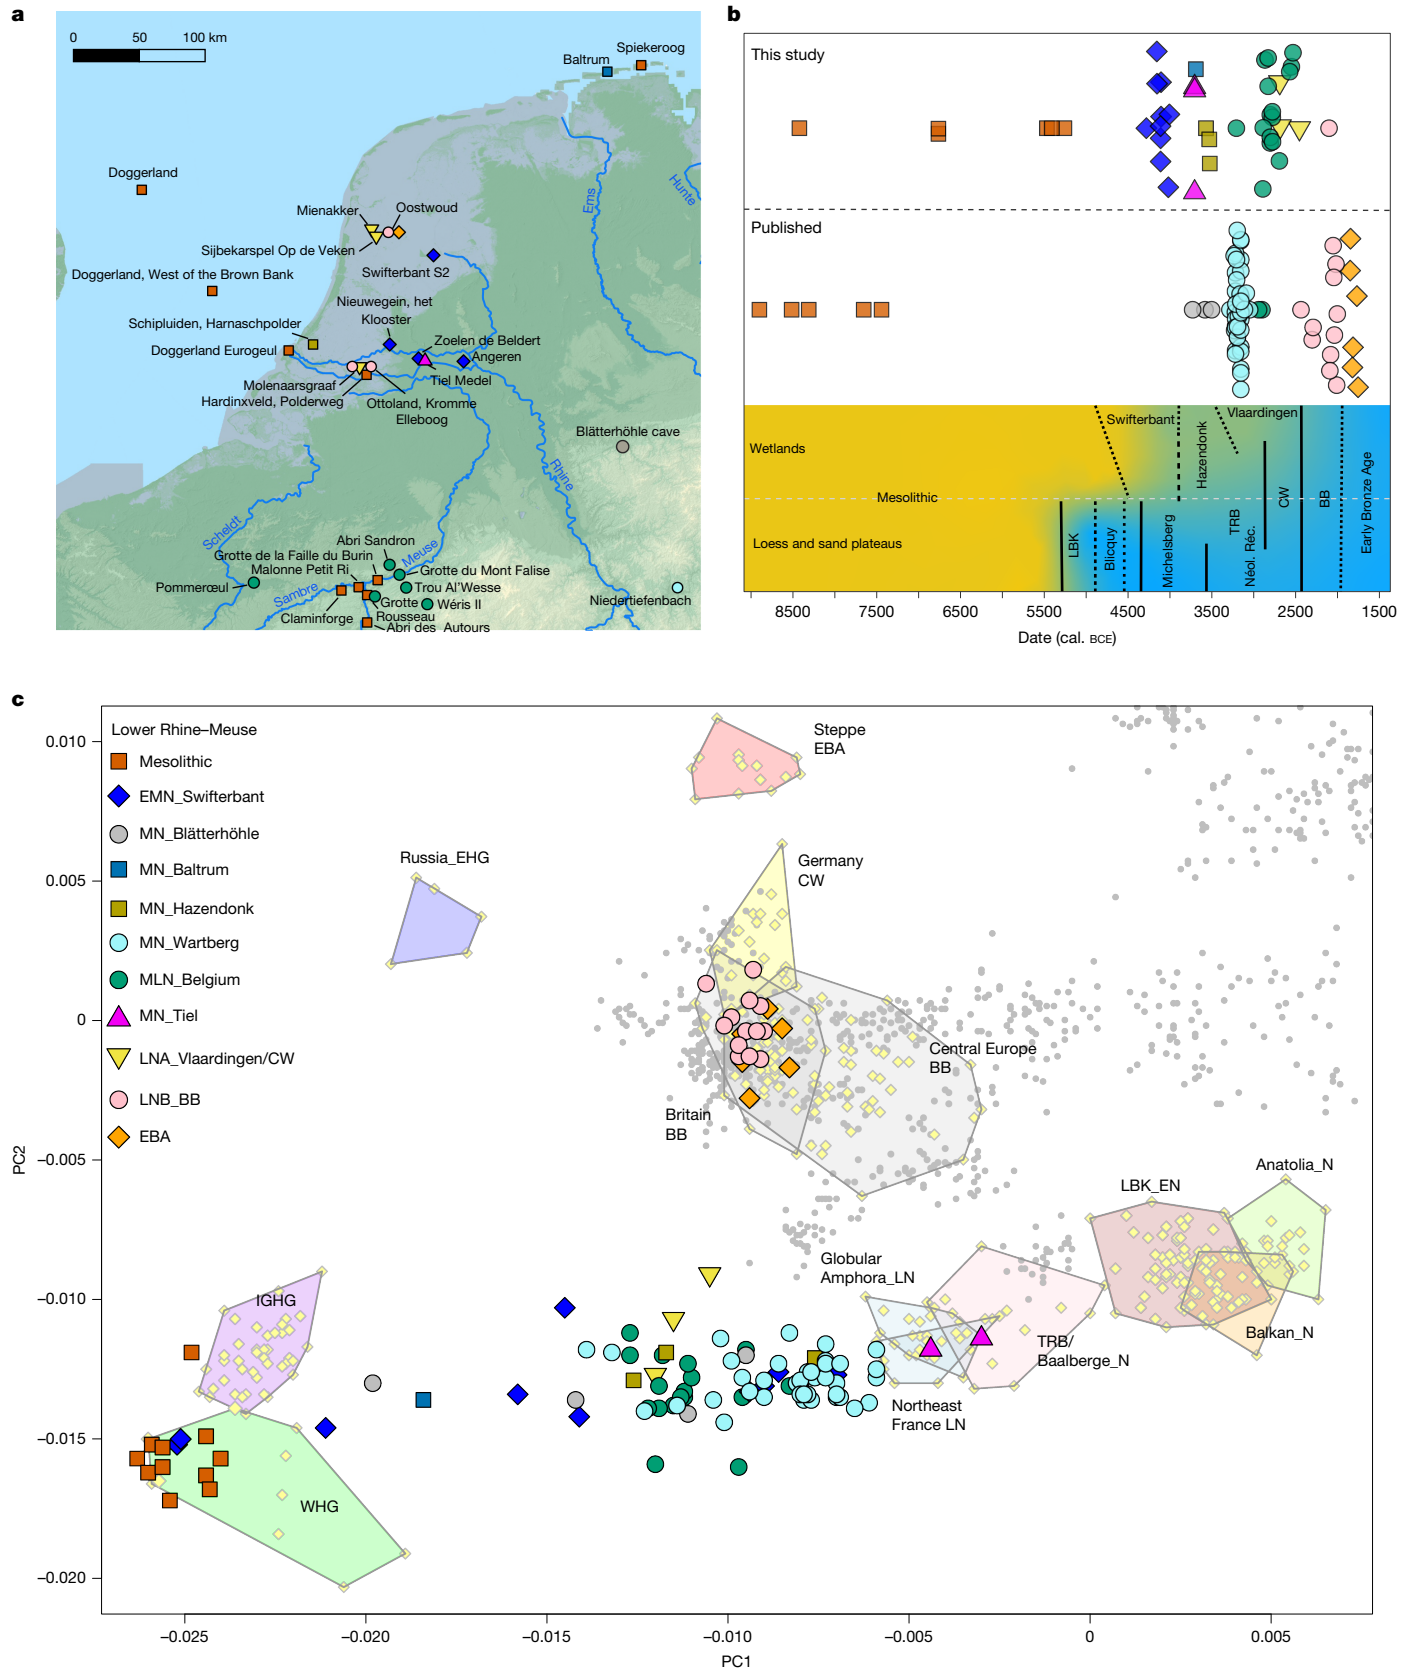 a
0 50 100 km
Baltrum
Spiekeroog
Doggerland
Ems
Hunte
Mienakker
Oostwoud
Sijbekarspel Op de Veken
Swifterbant S2
Doggerland, West of the Brown Bank
Nieuwegein, het
Klooster
Schipluiden, Harnaschpolder
Doggerland Eurogeul
Zoelen de Beldert
Angeren
Tiel Medel
Molenaarsgraaf
Hardinxveld, Polderweg
Ottoland, Kromme
Elleboog
Blätterhöhle cave
Rhine
Scheldt
Meuse
Sambre
Abri Sandron
Grotte de la Faille du Burin
Malonne Petit Ri
Grotte du Mont Falise
Pommerœul
Trou Al'Wesse
Grotte
Rousseau
Wéris II
Claminforge
Abri des Autours
Niedertiefenbach
b
This study
Published
Wetlands
Mesolithic
Loess and sand plateaus
Swifterbant
Hazendonk
Vlaardingen
LBK
Blicquy
Michelsberg
TRB
Néol. Réc.
CW
BB
Early Bronze Age
8500 7500 6500 5500 4500 3500 2500 1500
Date (cal. BCE)
c
Lower Rhine–Meuse
Mesolithic
EMN_Swifterbant
MN_Blätterhöhle
MN_Baltrum
MN_Hazendonk
MN_Wartberg
MLN_Belgium
MN_Tiel
LNA_Vlaardingen/CW
LNB_BB
EBA
Steppe
EBA
Russia_EHG
Germany
CW
Central Europe
BB
Britain
BB
Anatolia_N
LBK_EN
Balkan_N
Globular
Amphora_LN
TRB/
Baalberge_N
Northeast
France LN
IGHG
WHG
0.010
0.005
0
−0.005
−0.010
−0.015
−0.020
PC2
−0.025 −0.020 −0.015 −0.010 −0.005 0 0.005
PC1